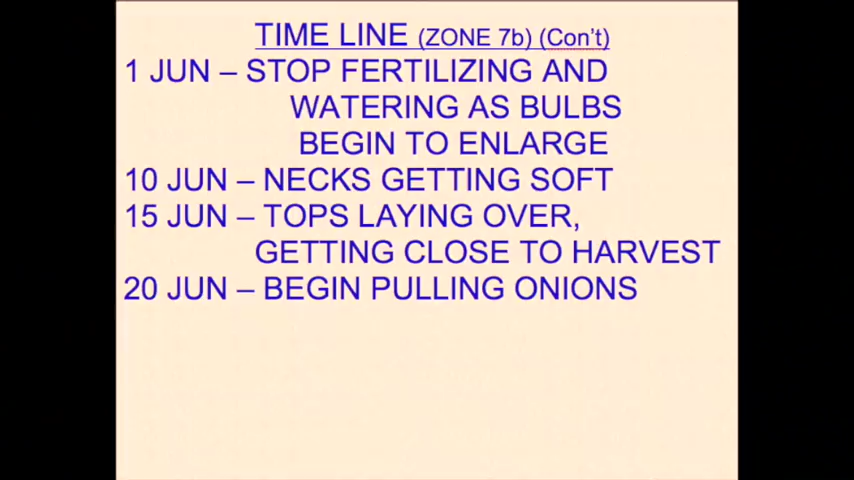 TIME LINE (ZONE 7b) (Con't)
1 JUN – STOP FERTILIZING AND
WATERING AS BULBS
BEGIN TO ENLARGE
10 JUN – NECKS GETTING SOFT
15 JUN – TOPS LAYING OVER,
GETTING CLOSE TO HARVEST
20 JUN – BEGIN PULLING ONIONS